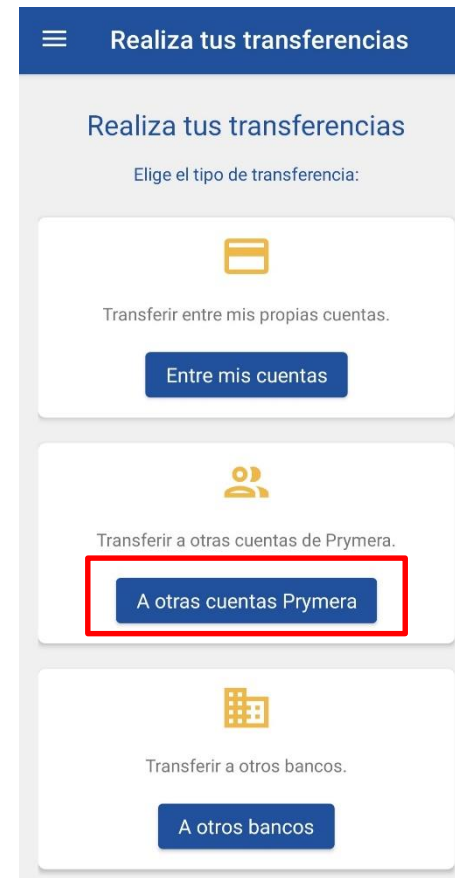 Realiza tus transferencias
Realiza tus transferencias
Elige el tipo de transferencia:
Transferir entre mis propias cuentas.
Entre mis cuentas
Transferir a otras cuentas de Prymera.
A otras cuentas Prymera
Transferir a otros bancos.
A otros bancos